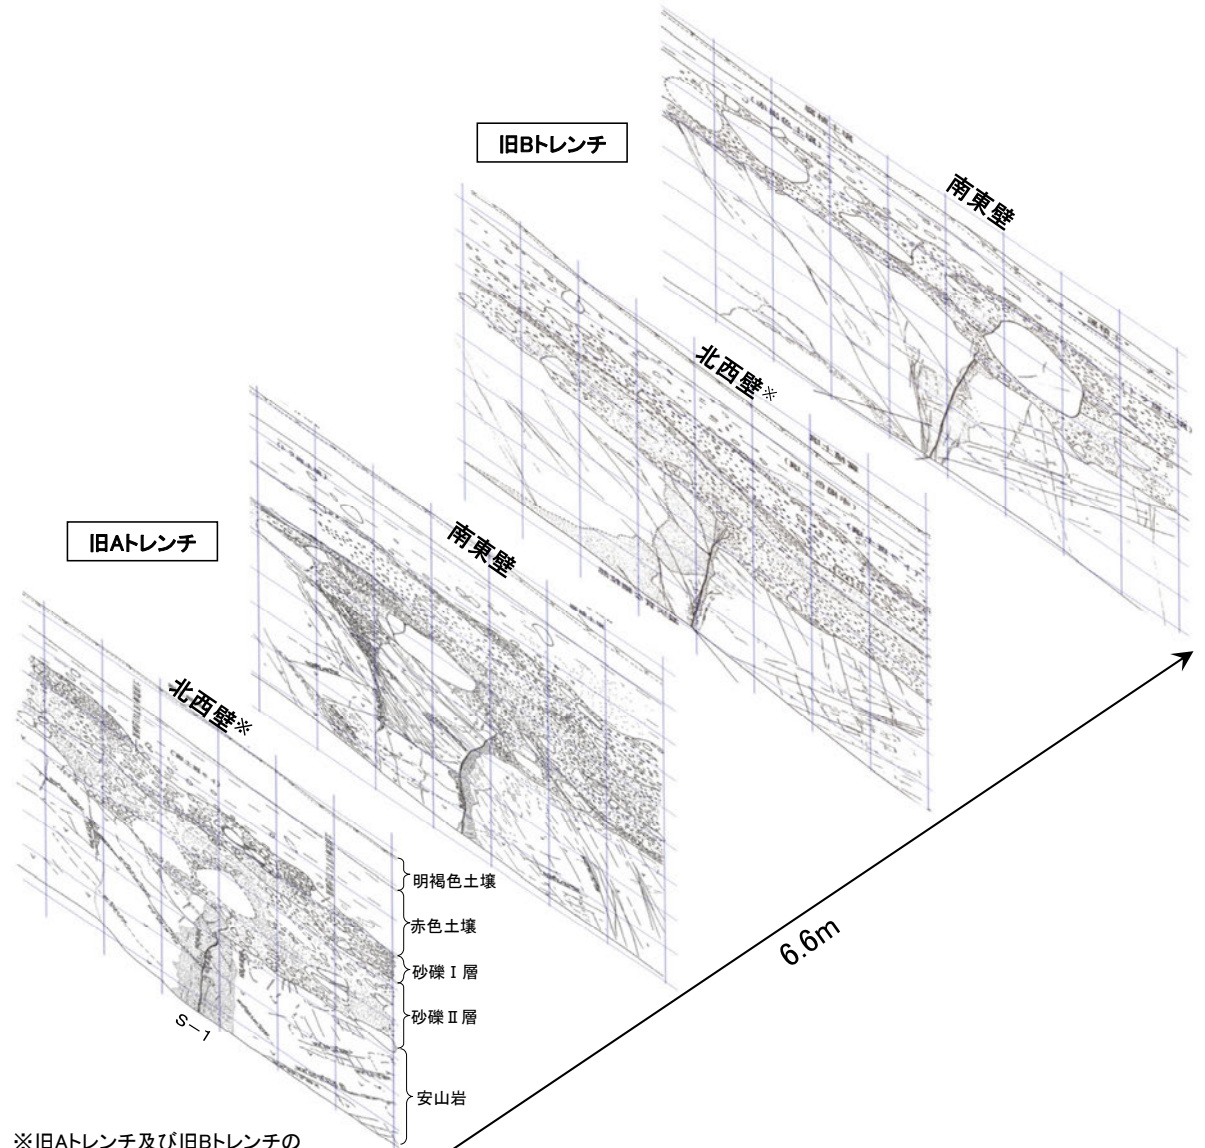 旧Bトレンチ
南東壁
北西壁※
旧Aトレンチ
南東壁
北西壁※
明褐色土壌
赤色土壌
砂礫Ⅰ層
砂礫Ⅱ層
安山岩
S-1
6.6m
※旧Aトレンチ及び旧Bトレンチの